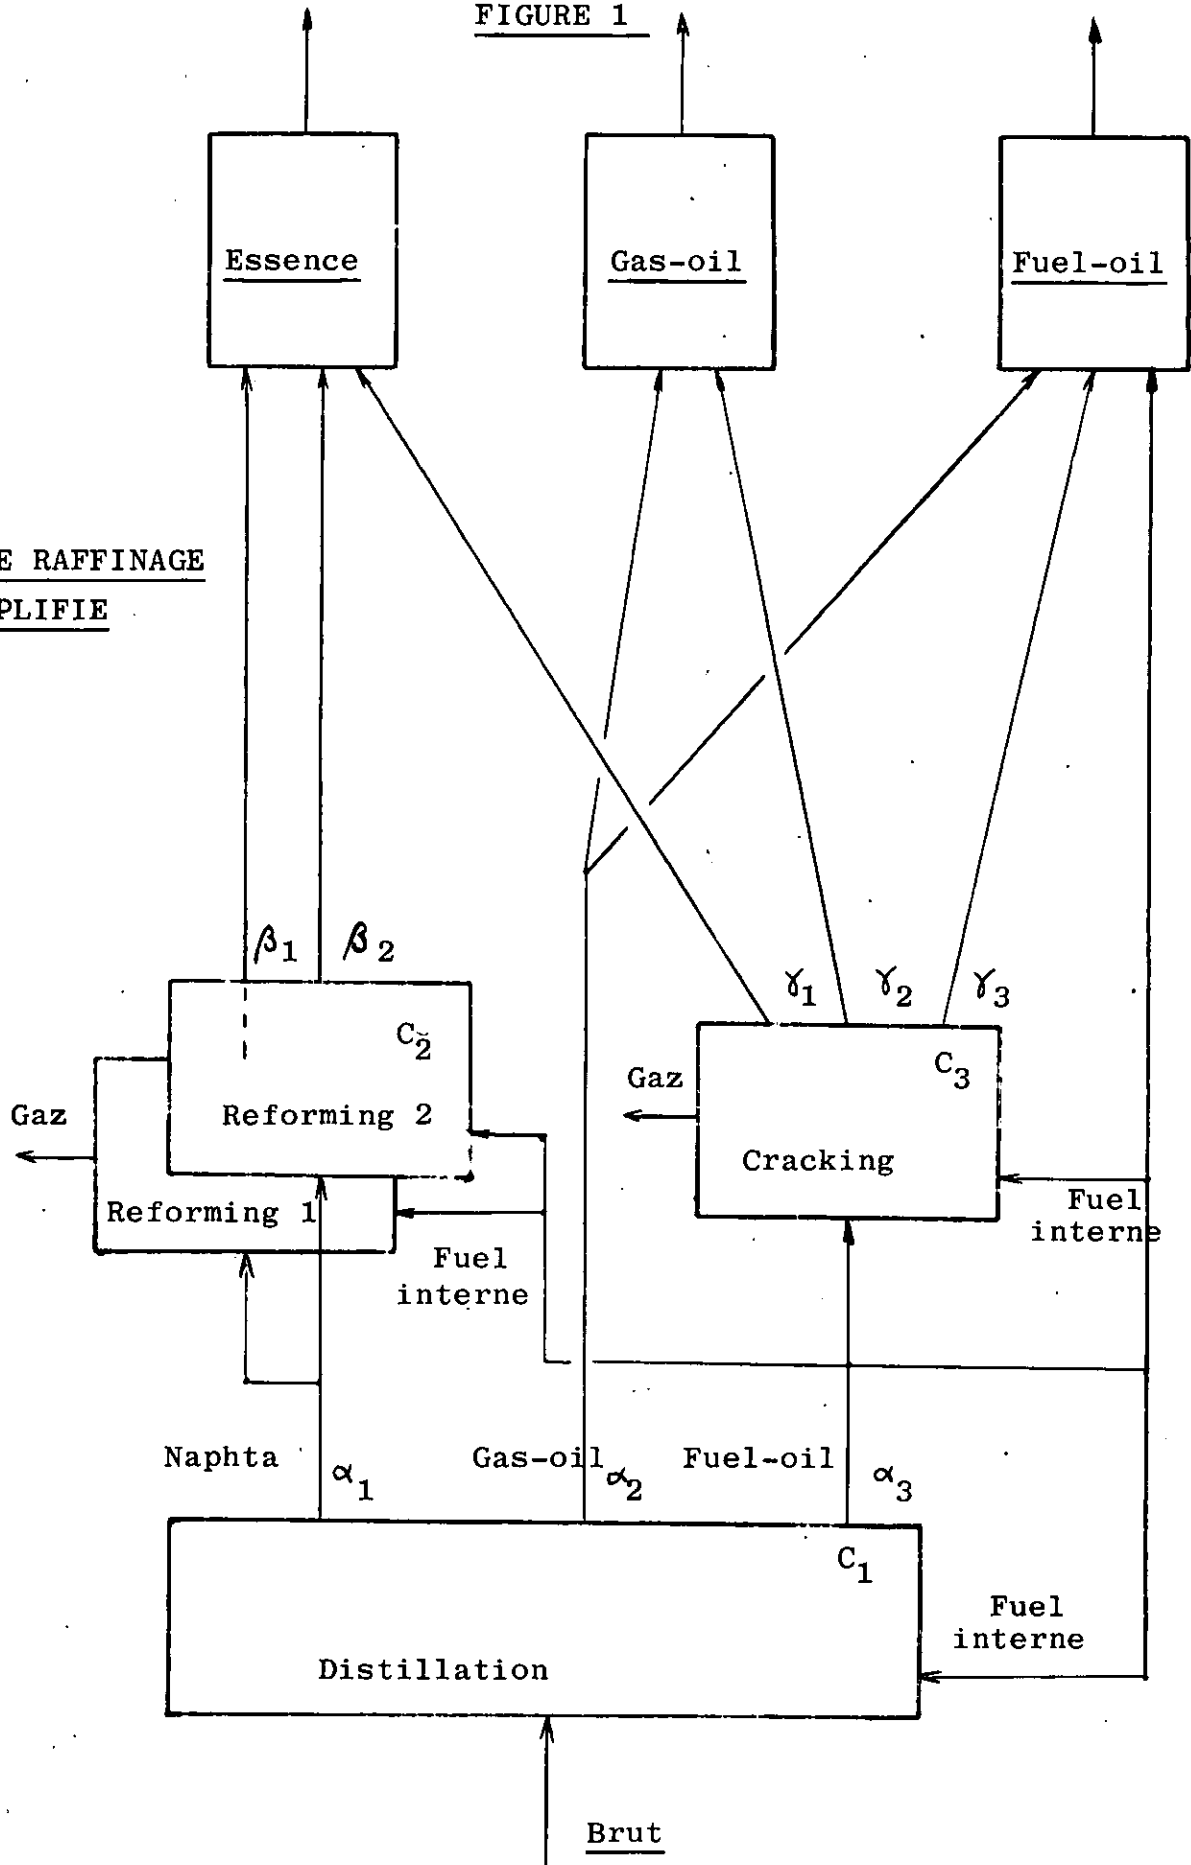 FIGURE 1
Essence
Gas-oil
Fuel-oil
E RAFFINAGE
PLIFIE
β1
β2
γ1
γ2
γ3
C2
C3
Gaz
Gaz
Reforming 2
Cracking
Reforming 1
Fuel
interne
Fuel
interne
Naphta
α1
Gas-oil
α2
Fuel-oil
α3
C1
Fuel
interne
Distillation
Brut